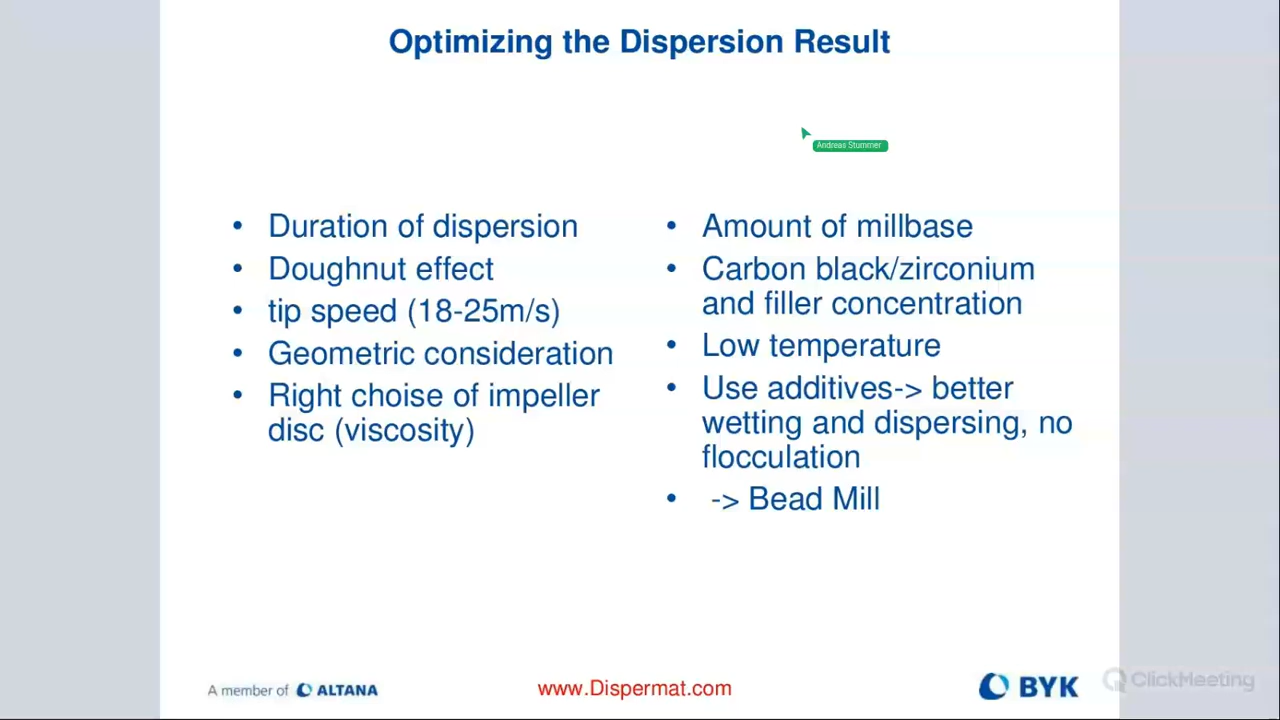 Optimizing the Dispersion Result
Andreas Stummer
• Duration of dispersion
• Doughnut effect
• tip speed (18-25m/s)
• Geometric consideration
• Right choise of impeller
disc (viscosity)
• Amount of millbase
• Carbon black/zirconium
and filler concentration
• Low temperature
• Use additives-> better
wetting and dispersing, no
flocculation
• -> Bead Mill
A member of ALTANA
www.Dispermat.com
BYK
ClickMeeting